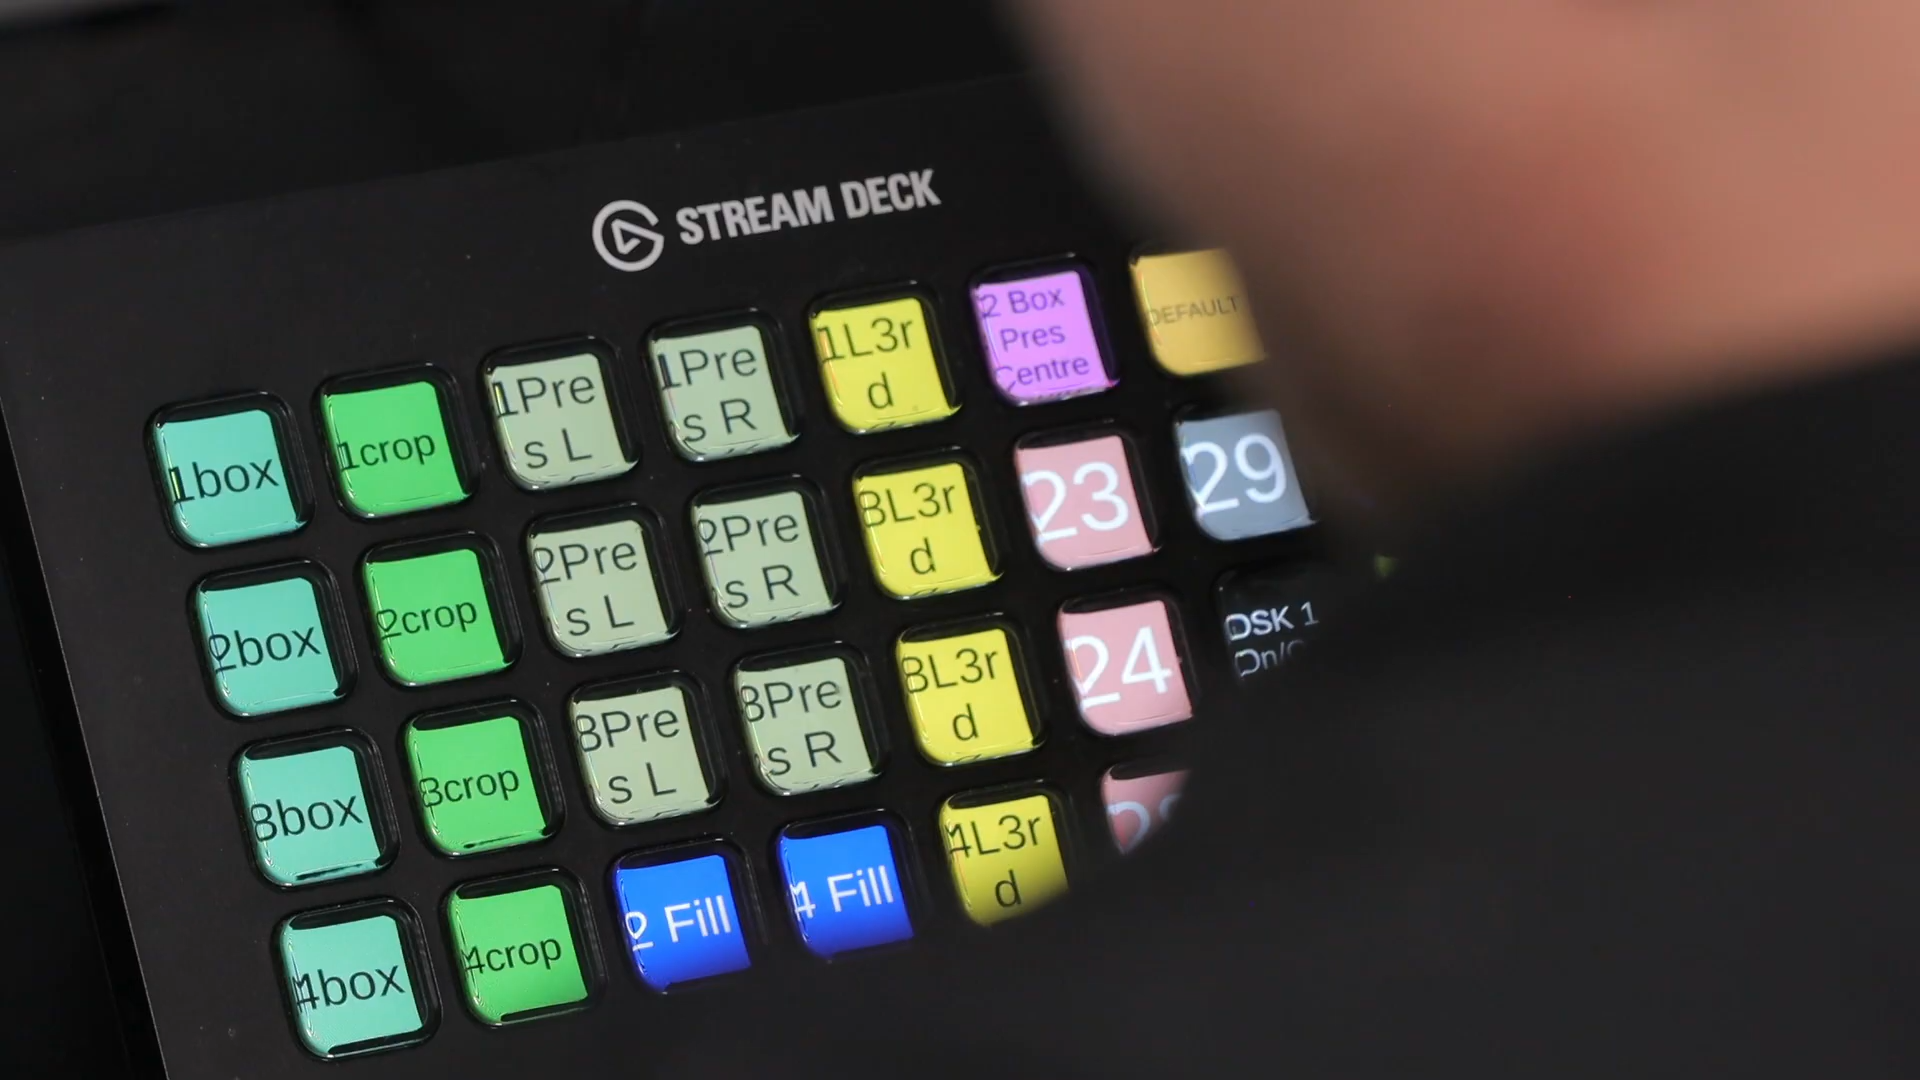 STREAM DECK
1box
1crop
1Pre
s L
1Pre
s R
1L3r
d
2 Box
Pres
Centre
DEFAULT
2box
2crop
2Pre
s L
2Pre
s R
3L3r
d
23
29
3box
3crop
3Pre
s L
3Pre
s R
3L3r
d
24
DSK 1
4box
4crop
2 Fill
4 Fill
4L3r
d